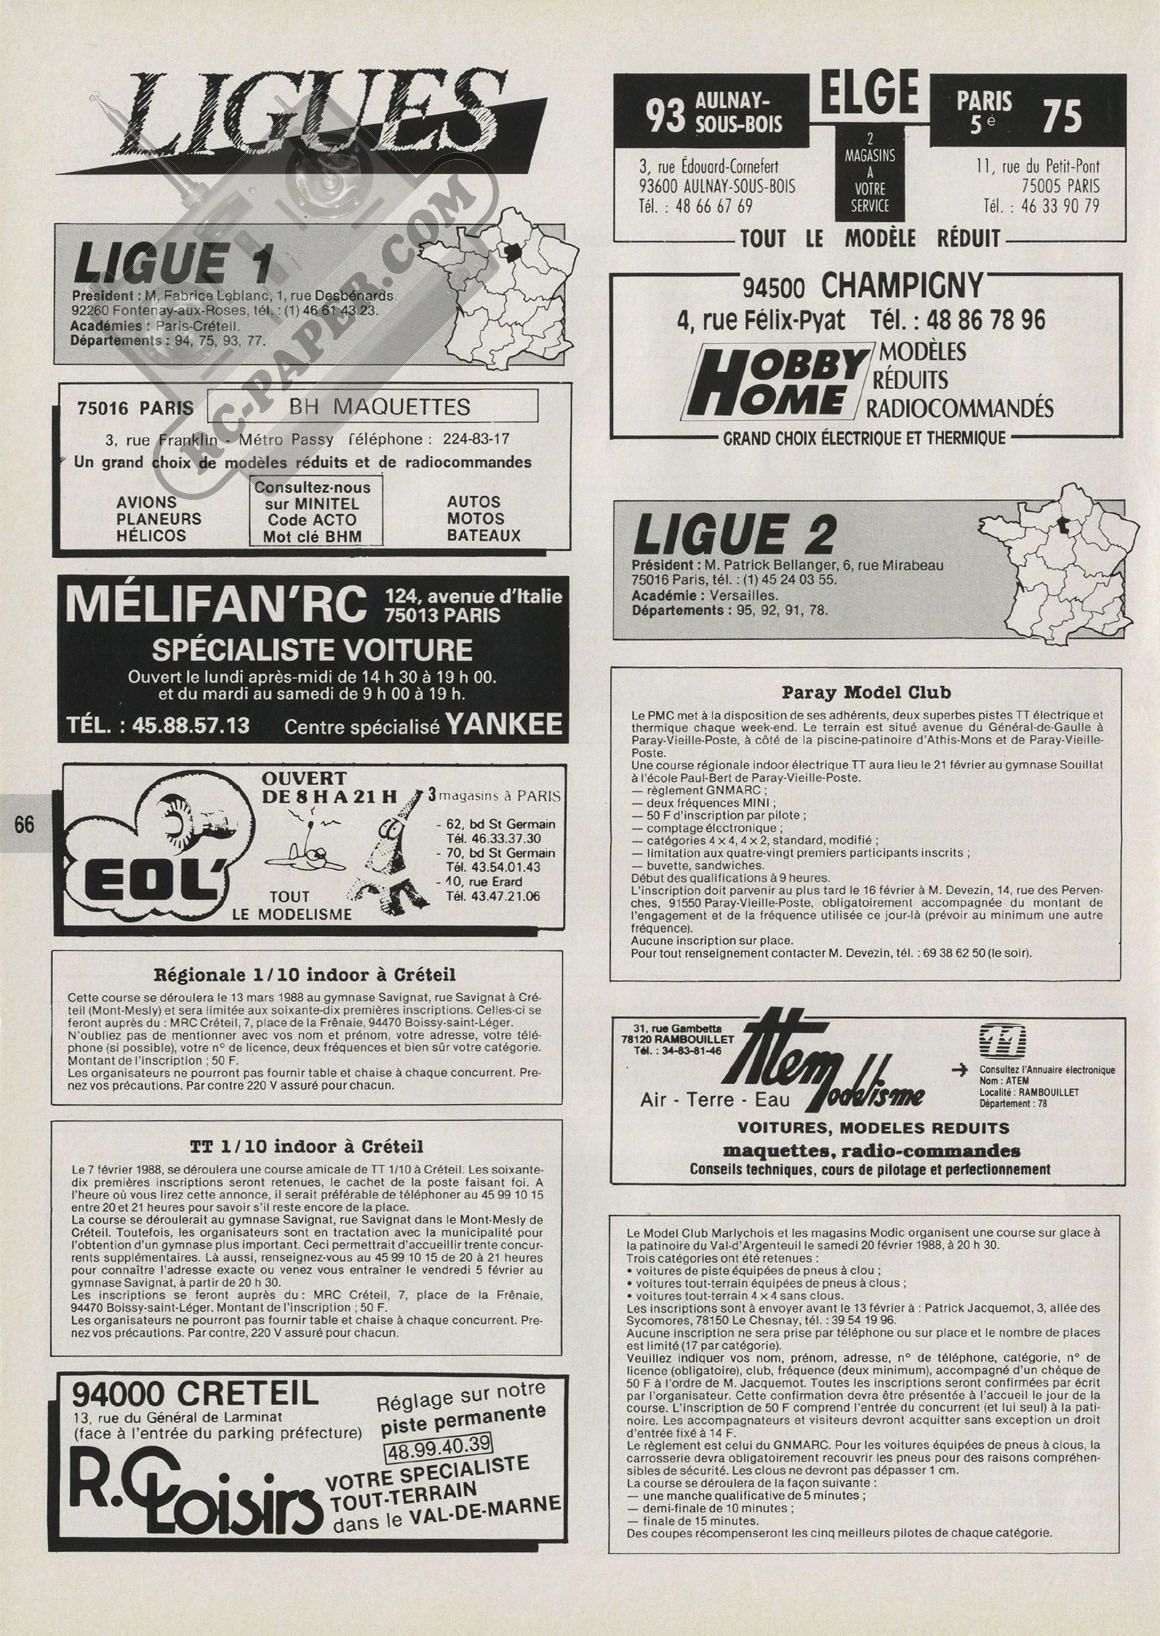 LIGUES
LIGUE 1
Président : M. Fabrice Leblanc, 1, rue Desbénards
92260 Fontenay-aux-Roses, tél. : (1) 46 61 43 23.
Académies : Paris-Créteil.
Départements : 94, 75, 93, 77.
RC-PAPER.COM
75016 PARIS BH MAQUETTES
3, rue Franklin - Métro Passy Téléphone : 224-83-17
Un grand choix de modèles réduits et de radiocommandes
AVIONS
PLANEURS
HÉLICOS
Consultez-nous
sur MINITEL
Code ACTO
Mot clé BHM
AUTOS
MOTOS
BATEAUX
MÉLIFAN'RC 124, avenue d'Italie
75013 PARIS
SPÉCIALISTE VOITURE
Ouvert le lundi après-midi de 14 h 30 à 19 h 00.
et du mardi au samedi de 9 h 00 à 19 h.
TÉL. : 45.88.57.13 Centre spécialisé YANKEE
66
EOL'
OUVERT
DE 8 H A 21 H
TOUT
LE MODELISME
3 magasins à PARIS
- 62, bd St Germain
Tél. 46.33.37.30
- 70, bd St Germain
Tél. 43.54.01.43
- 10, rue Erard
Tél. 43.47.21.06
Régionale 1/10 indoor à Créteil
Cette course se déroulera le 13 mars 1988 au gymnase Savignat, rue Savignat à Cré-
teil (Mont-Mesly) et sera limitée aux soixante-dix premières inscriptions. Celles-ci se
feront auprès du : MRC Créteil, 7, place de la Frênaie, 94470 Boissy-saint-Léger.
N'oubliez pas de mentionner avec vos nom et prénom, votre adresse, votre télé-
phone (si possible), votre n° de licence, deux fréquences et bien sûr votre catégorie.
Montant de l'inscription ; 50 F.
Les organisateurs ne pourront pas fournir table et chaise à chaque concurrent. Pre-
nez vos précautions. Par contre 220 V assuré pour chacun.
TT 1/10 indoor à Créteil
Le 7 février 1988, se déroulera une course amicale de TT 1/10 à Créteil. Les soixante-
dix premières inscriptions seront retenues, le cachet de la poste faisant foi. A
l'heure où vous lirez cette annonce, il serait préférable de téléphoner au 45 99 10 15
entre 20 et 21 heures pour savoir s'il reste encore de la place.
La course se déroulerait au gymnase Savignat, rue Savignat dans le Mont-Mesly de
Créteil. Toutefois, les organisateurs sont en tractation avec la municipalité pour
l'obtention d'un gymnase plus important. Ceci permettrait d'accueillir trente concur-
rents supplémentaires. Là aussi, renseignez-vous au 45 99 10 15 de 20 à 21 heures
pour connaître l'adresse exacte ou venez vous entraîner le vendredi 5 février au
gymnase Savignat, à partir de 20 h 30.
Les inscriptions se feront auprès du : MRC Créteil, 7, place de la Frênaie,
94470 Boissy-saint-Léger. Montant de l'inscription ; 50 F.
Les organisateurs ne pourront pas fournir table et chaise à chaque concurrent. Pre-
nez vos précautions. Par contre, 220 V assuré pour chacun.
94000 CRETEIL
13, rue du Général de Larminat
(face à l'entrée du parking préfecture)
R.C Loisirs
Réglage sur notre
piste permanente
48.99.40.39
VOTRE SPECIALISTE
TOUT-TERRAIN
dans le VAL-DE-MARNE
93 AULNAY-
SOUS-BOIS
ELGE
PARIS
5é
75
2
MAGASINS
A
VOTRE
SERVICE
3, rue Édouard-Cornefert
93600 AULNAY-SOUS-BOIS
Tél. : 48 66 67 69
11, rue du Petit-Pont
75005 PARIS
Tél. : 46 33 90 79
TOUT LE MODÈLE RÉDUIT
94500 CHAMPIGNY
4, rue Félix-Pyat Tél. : 48 86 78 96
HOBBY
HOME
MODÈLES
RÉDUITS
RADIOCOMMANDÉS
GRAND CHOIX ÉLECTRIQUE ET THERMIQUE
LIGUE 2
Président : M. Patrick Bellanger, 6, rue Mirabeau
75016 Paris, tél. : (1) 45 24 03 55.
Académie : Versailles.
Départements : 95, 92, 91, 78.
Paray Model Club
Le PMC met à la disposition de ses adhérents, deux superbes pistes TT électrique et
thermique chaque week-end. Le terrain est situé avenue du Général-de-Gaulle à
Paray-Vieille-Poste, à côté de la piscine-patinoire d'Athis-Mons et de Paray-Vieille-
Poste.
Une course régionale indoor électrique TT aura lieu le 21 février au gymnase Souillat
à l'école Paul-Bert de Paray-Vieille-Poste.
— règlement GNMARC ;
— deux fréquences MINI ;
— 50 F d'inscription par pilote ;
— comptage électronique ;
— catégories 4 x 4, 4 x 2, standard, modifié ;
— limitation aux quatre-vingt premiers participants inscrits ;
— buvette, sandwiches.
Début des qualifications à 9 heures.
L'inscription doit parvenir au plus tard le 16 février à M. Devezin, 14, rue des Perven-
ches, 91550 Paray-Vieille-Poste, obligatoirement accompagnée du montant de
l'engagement et de la fréquence utilisée ce jour-là (prévoir au minimum une autre
fréquence).
Aucune inscription sur place.
Pour tout renseignement contacter M. Devezin, tél. : 69 38 62 50 (le soir).
31, rue Gambetta
78120 RAMBOUILLET
Tél. : 34-83-81-46
Atem Modélisme
Air - Terre - Eau
11
Consultez l'Annuaire électronique
Nom : ATEM
Localité : RAMBOUILLET
Département : 78
VOITURES, MODELES REDUITS
maquettes, radio-commandes
Conseils techniques, cours de pilotage et perfectionnement
Le Model Club Marlychois et les magasins Modic organisent une course sur glace à
la patinoire du Val-d'Argenteuil le samedi 20 février 1988, à 20 h 30.
Trois catégories ont été retenues :
• voitures de piste équipées de pneus à clou ;
• voitures tout-terrain équipées de pneus à clous ;
• voitures tout-terrain 4 x 4 sans clous.
Les inscriptions sont à envoyer avant le 13 février à : Patrick Jacquemot, 3, allée des
Sycomores, 78150 Le Chesnay, tél. : 39 54 19 96.
Aucune inscription ne sera prise par téléphone ou sur place et le nombre de places
est limité (17 par catégorie).
Veuillez indiquer vos nom, prénom, adresse, n° de téléphone, catégorie, n° de
licence (obligatoire), club, fréquence (deux minimum), accompagné d'un chèque de
50 F à l'ordre de M. Jacquemot. Toutes les inscriptions seront confirmées par écrit
par l'organisateur. Cette confirmation devra être présentée à l'accueil le jour de la
course. L'inscription de 50 F comprend l'entrée du concurrent (et lui seul) à la pati-
noire. Les accompagnateurs et visiteurs devront acquitter sans exception un droit
d'entrée fixé à 14 F.
Le règlement est celui du GNMARC. Pour les voitures équipées de pneus à clous, la
carrosserie devra obligatoirement recouvrir les pneus pour des raisons compréhen-
sibles de sécurité. Les clous ne devront pas dépasser 1 cm.
La course se déroulera de la façon suivante :
— une manche qualificative de 5 minutes ;
— demi-finale de 10 minutes ;
— finale de 15 minutes.
Des coupes récompenseront les cinq meilleurs pilotes de chaque catégorie.